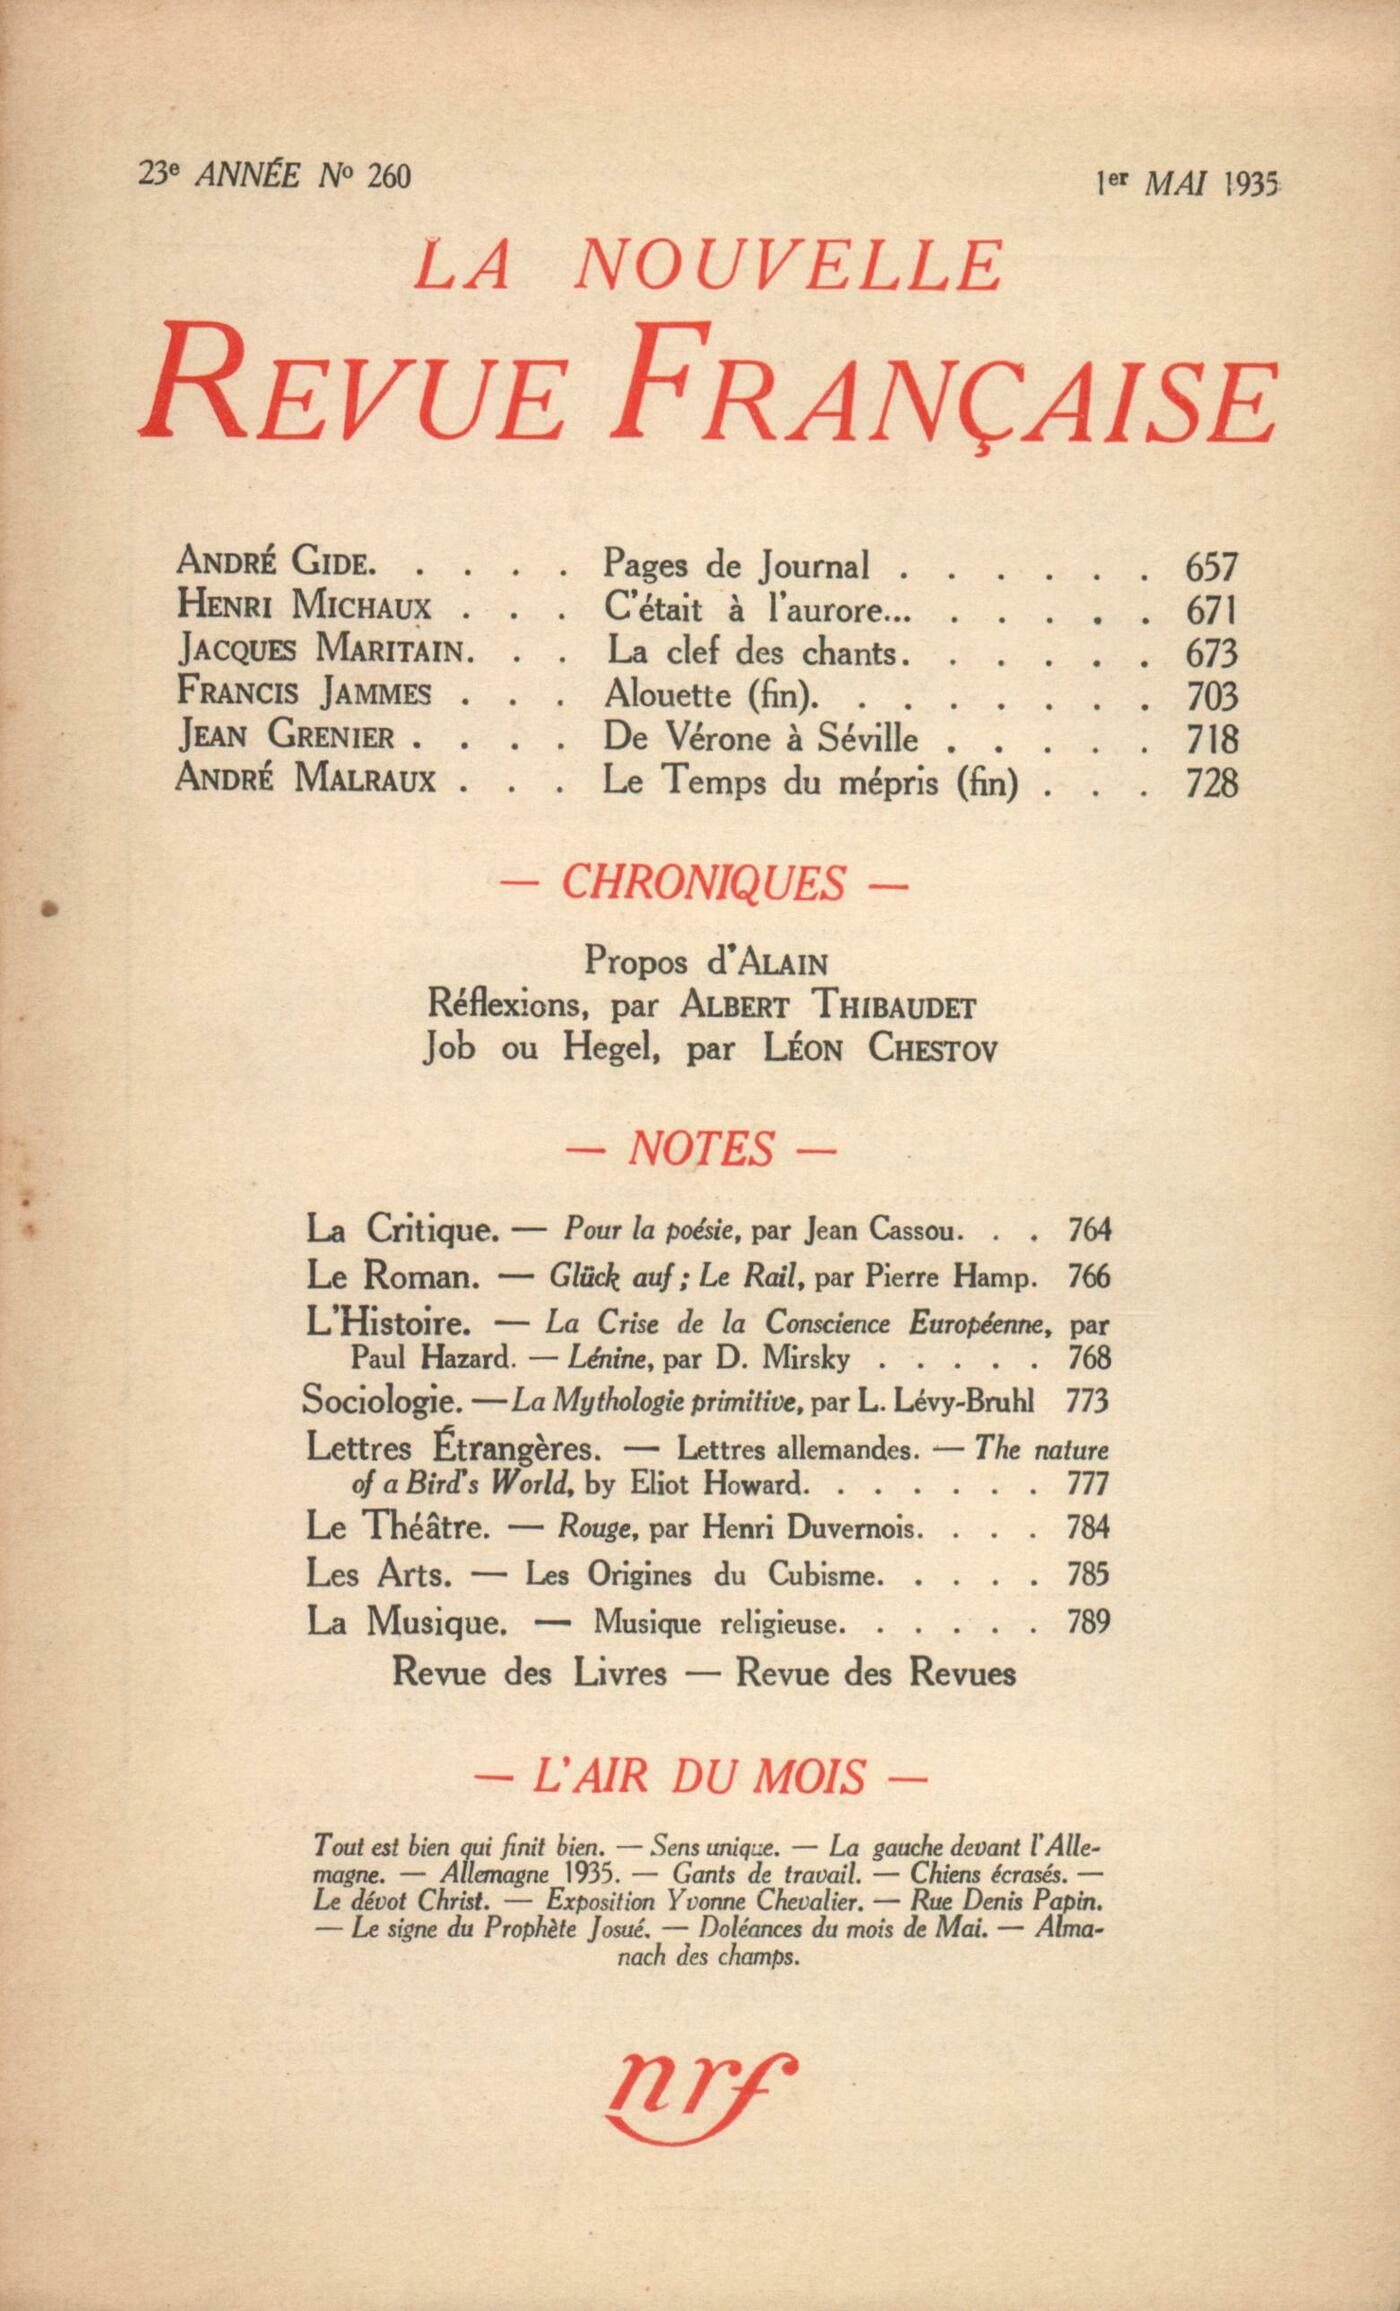 23e ANNÉE No 260
1er MAI 1935
LA NOUVELLE
REVUE FRANÇAISE
ANDRÉ GIDE. . . . . Pages de Journal . . . . . . 657
HENRI MICHAUX . . . C'était à l'aurore... . . . . . 671
JACQUES MARITAIN. . . La clef des chants. . . . . . 673
FRANCIS JAMMES . . . Alouette (fin). . . . . . . . 703
JEAN GRENIER . . . . De Vérone à Séville . . . . . 718
ANDRÉ MALRAUX . . . Le Temps du mépris (fin) . . . 728
— CHRONIQUES —
Propos d'ALAIN
Réflexions, par ALBERT THIBAUDET
Job ou Hegel, par LÉON CHESTOV
— NOTES —
La Critique. — Pour la poésie, par Jean Cassou. . . 764
Le Roman. — Glück auf ; Le Rail, par Pierre Hamp. 766
L'Histoire. — La Crise de la Conscience Européenne, par
Paul Hazard. — Lénine, par D. Mirsky . . . . . 768
Sociologie. — La Mythologie primitive, par L. Lévy-Bruhl 773
Lettres Étrangères. — Lettres allemandes. — The nature
of a Bird's World, by Eliot Howard. . . . . . . 777
Le Théâtre. — Rouge, par Henri Duvernois. . . . 784
Les Arts. — Les Origines du Cubisme. . . . . 785
La Musique. — Musique religieuse. . . . . . 789
Revue des Livres — Revue des Revues
— L'AIR DU MOIS —
Tout est bien qui finit bien. — Sens unique. — La gauche devant l'Alle-
magne. — Allemagne 1935. — Gants de travail. — Chiens écrasés. —
Le dévot Christ. — Exposition Yvonne Chevalier. — Rue Denis Papin.
— Le signe du Prophète Josué. — Doléances du mois de Mai. — Alma-
nach des champs.
nrf